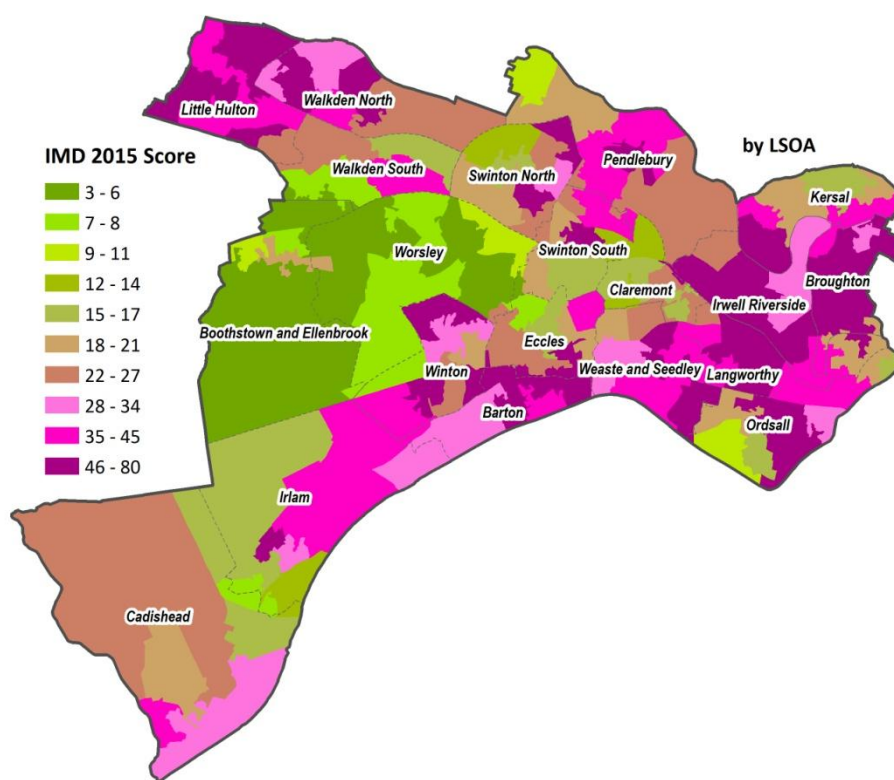 IMD 2015 Score
3 - 6
7 - 8
9 - 11
12 - 14
15 - 17
18 - 21
22 - 27
28 - 34
35 - 45
46 - 80
by LSOA
Little Hulton
Walkden North
Walkden South
Swinton North
Pendlebury
Kersal
Worsley
Swinton South
Claremont
Irwell Riverside
Broughton
Boothstown and Ellenbrook
Eccles
Winton
Weaste and Seedley
Langworthy
Barton
Ordsall
Irlam
Cadishead